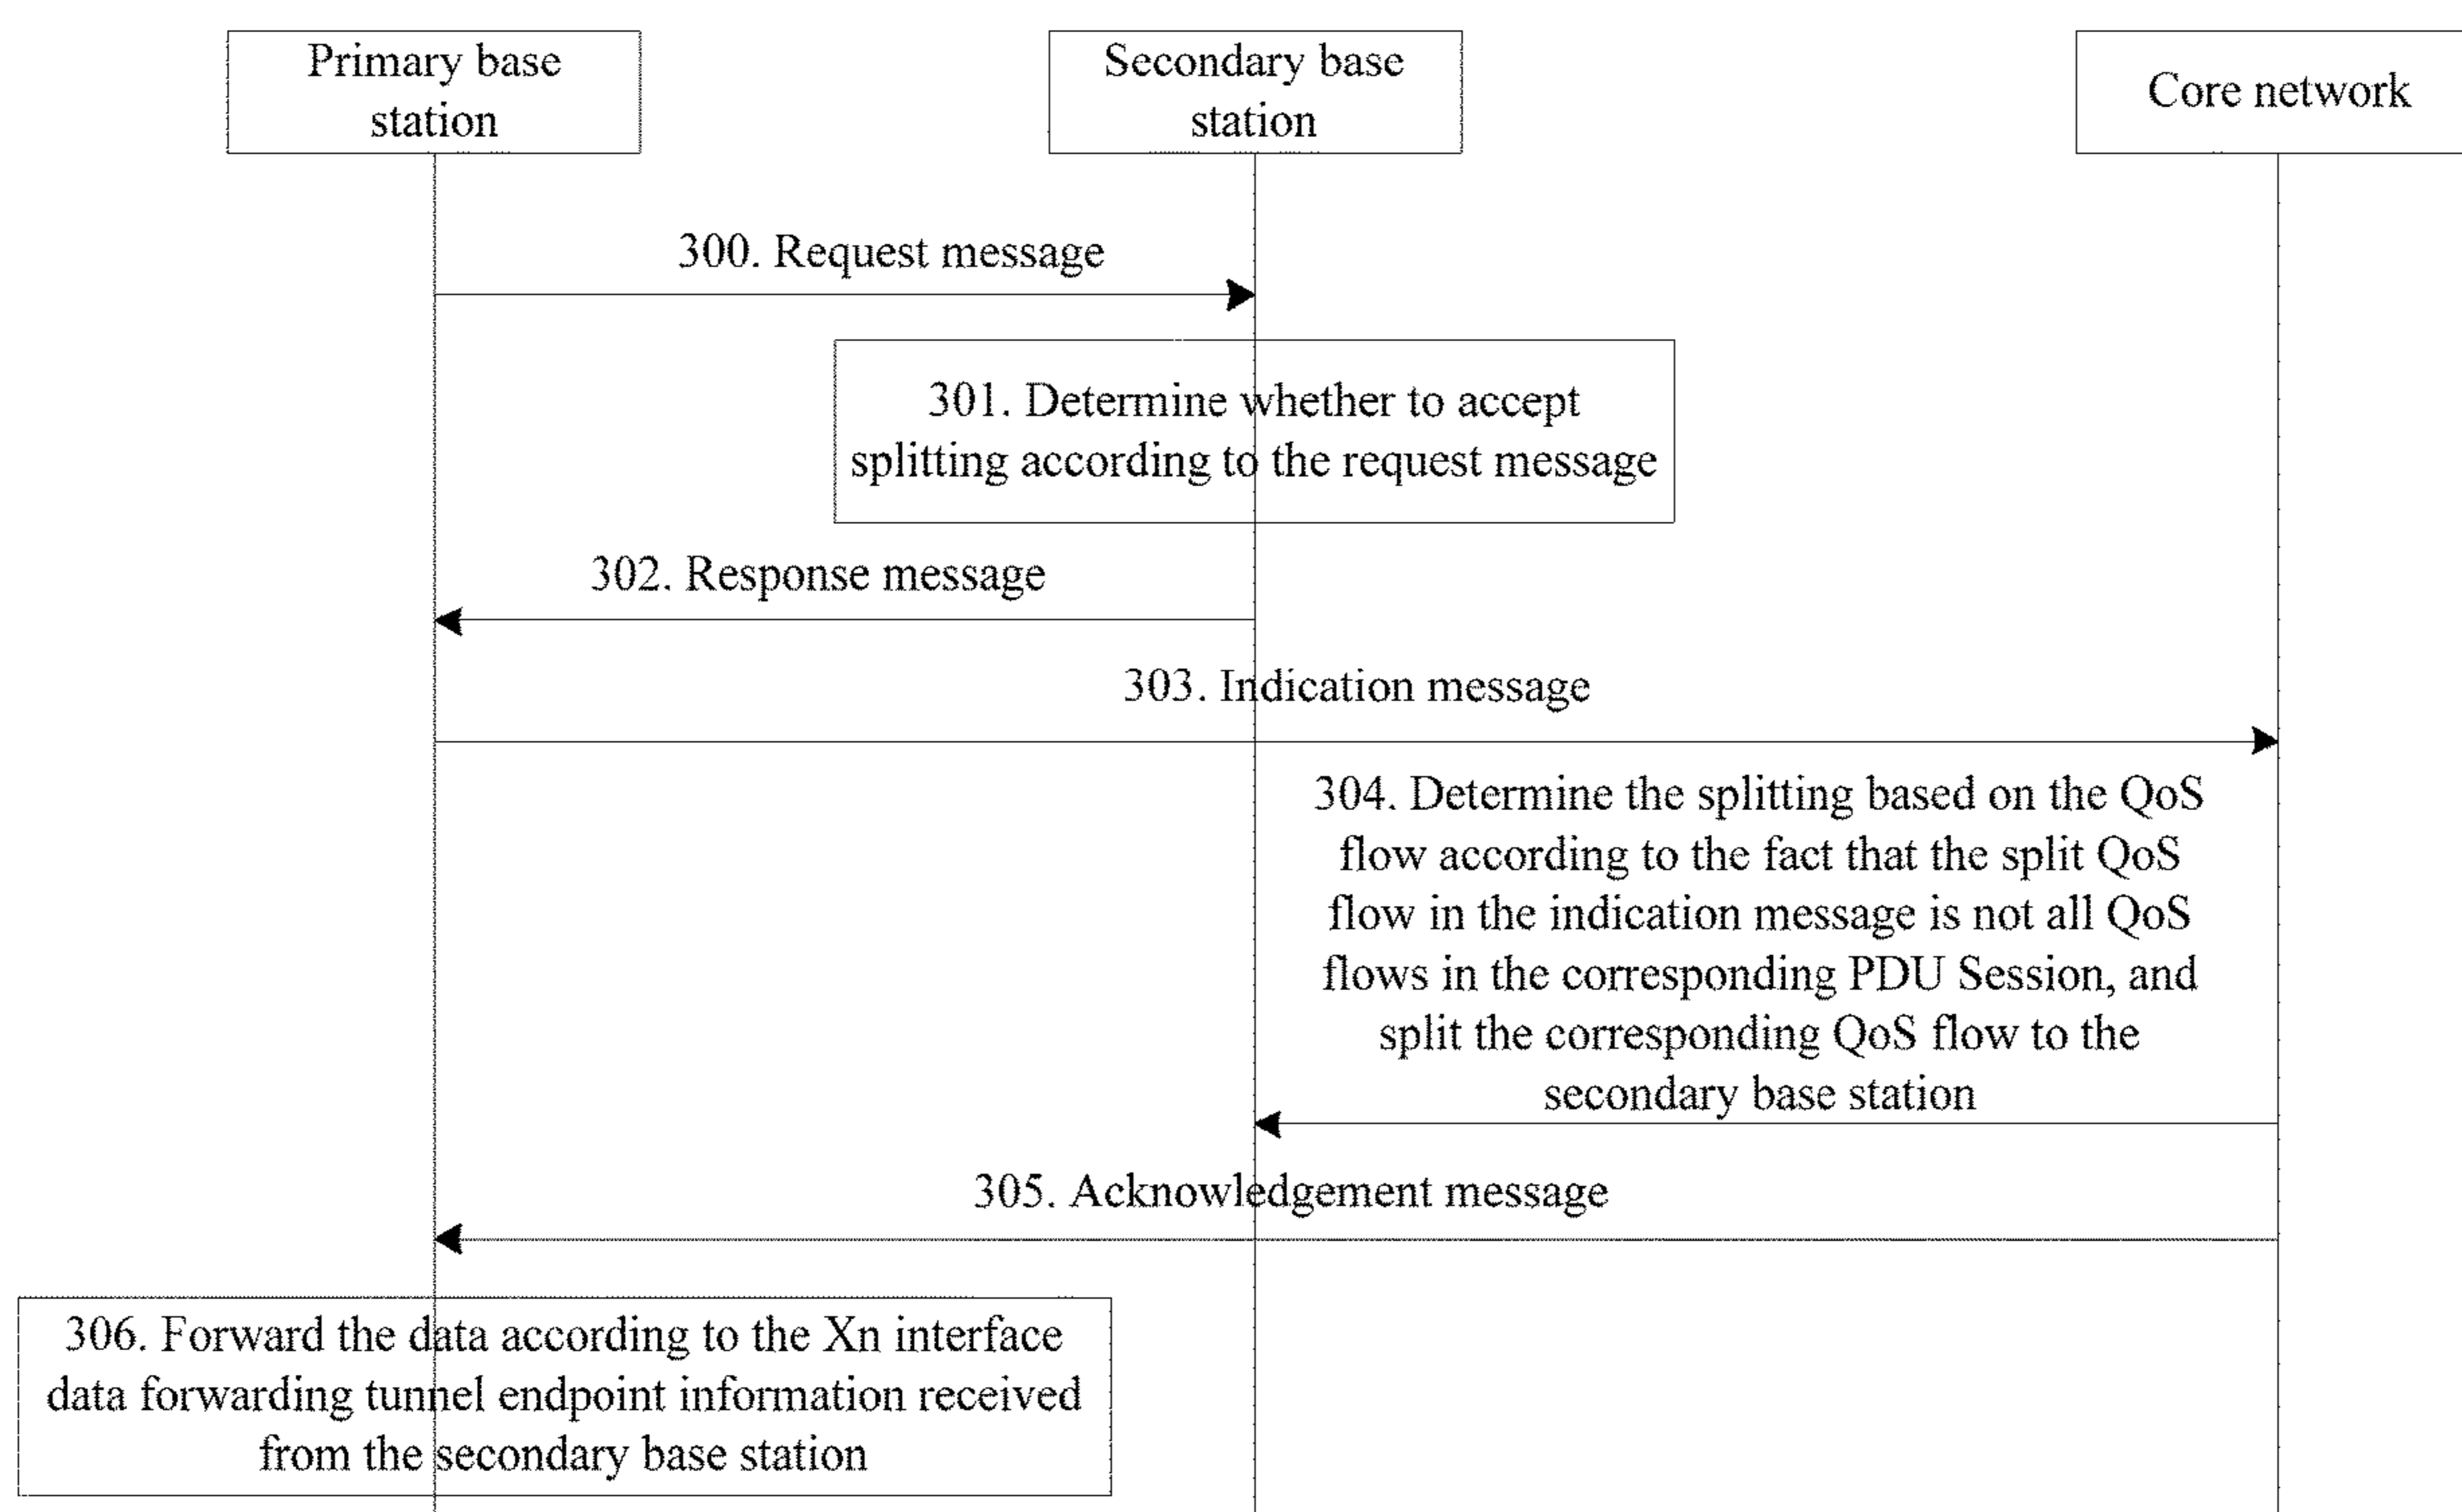 Primary base
station
Secondary base
station
Core network
300. Request message
301. Determine whether to accept
splitting according to the request message
302. Response message
303. Indication message
304. Determine the splitting based on the QoS
flow according to the fact that the split QoS
flow in the indication message is not all QoS
flows in the corresponding PDU Session, and
split the corresponding QoS flow to the
secondary base station
305. Acknowledgement message
306. Forward the data according to the Xn interface
data forwarding tunnel endpoint information received
from the secondary base station